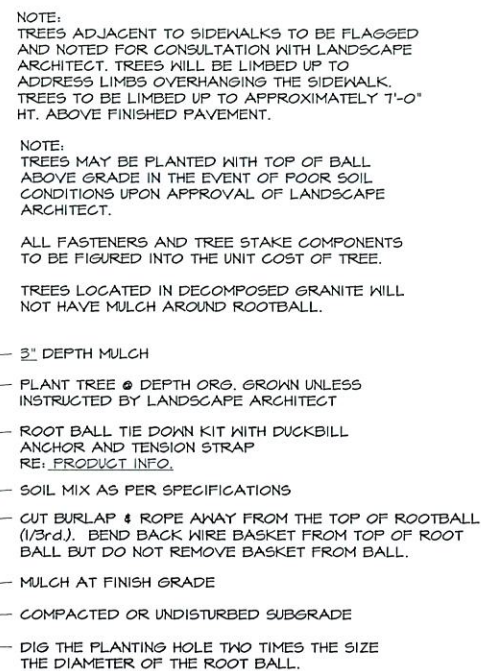 NOTE:
TREES ADJACENT TO SIDEWALKS TO BE FLAGGED
AND NOTED FOR CONSULTATION WITH LANDSCAPE
ARCHITECT. TREES WILL BE LIMBED UP TO
ADDRESS LIMBS OVERHANGING THE SIDEWALK.
TREES TO BE LIMBED UP TO APPROXIMATELY 7'-0"
HT. ABOVE FINISHED PAVEMENT.
NOTE:
TREES MAY BE PLANTED WITH TOP OF BALL
ABOVE GRADE IN THE EVENT OF POOR SOIL
CONDITIONS UPON APPROVAL OF LANDSCAPE
ARCHITECT.
ALL FASTENERS AND TREE STAKE COMPONENTS
TO BE FIGURED INTO THE UNIT COST OF TREE.
TREES LOCATED IN DECOMPOSED GRANITE WILL
NOT HAVE MULCH AROUND ROOTBALL.
3" DEPTH MULCH
PLANT TREE @ DEPTH ORG. GROWN UNLESS
INSTRUCTED BY LANDSCAPE ARCHITECT
ROOT BALL TIE DOWN KIT WITH DUCKBILL
ANCHOR AND TENSION STRAP
RE: PRODUCT INFO.
SOIL MIX AS PER SPECIFICATIONS
CUT BURLAP & ROPE AWAY FROM THE TOP OF ROOTBALL
(1/3rd.). BEND BACK WIRE BASKET FROM TOP OF ROOT
BALL BUT DO NOT REMOVE BASKET FROM BALL.
MULCH AT FINISH GRADE
COMPACTED OR UNDISTURBED SUBGRADE
DIG THE PLANTING HOLE TWO TIMES THE SIZE
THE DIAMETER OF THE ROOT BALL.